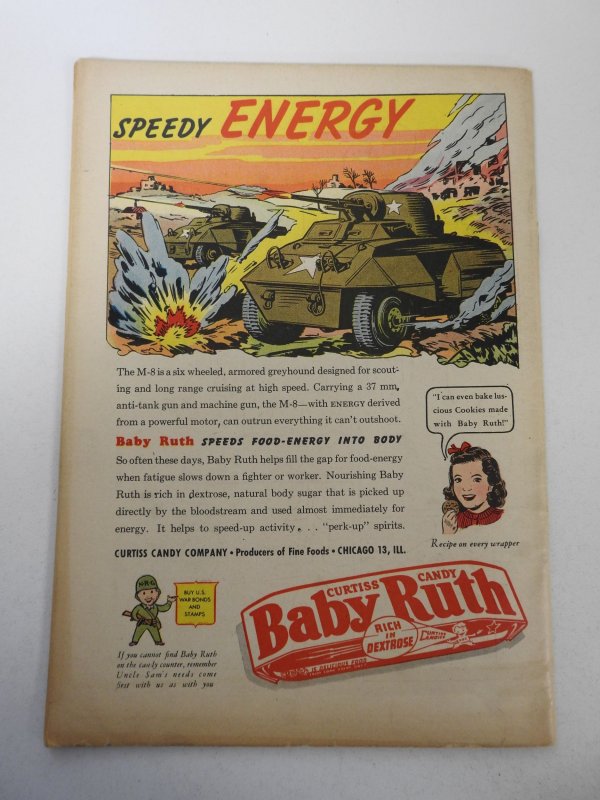 SPEEDY ENERGY
The M-8 is a six wheeled, armored greyhound designed for scout-
ing and long range cruising at high speed. Carrying a 37 mm,
anti-tank gun and machine gun, the M-8—with ENERGY derived
from a powerful motor, can outrun everything it can't outshoot.
Baby Ruth SPEEDS FOOD-ENERGY INTO BODY
So often these days, Baby Ruth helps fill the gap for food-energy
when fatigue slows down a fighter or worker. Nourishing Baby
Ruth is rich in dextrose, natural body sugar that is picked up
directly by the bloodstream and used almost immediately for
energy. It helps to speed-up activity . . . "perk-up" spirits.
CURTISS CANDY COMPANY • Producers of Fine Foods • CHICAGO 13, ILL.
"I can even bake lus-
cious Cookies made
with Baby Ruth!"
Recipe on every wrapper
BUY U.S.
WAR BONDS
AND
STAMPS
If you cannot find Baby Ruth
on the candy counter, remember
Uncle Sam's needs come
first with us as with you
CURTISS CANDY
Baby Ruth
RICH
IN
DEXTROSE
CURTISS
CANDIES